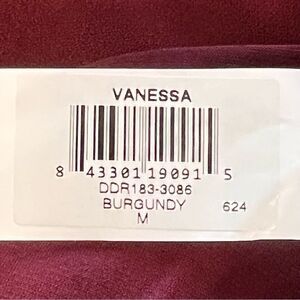 VANESSA
8 43301 19091 5
DDR183-3086
BURGUNDY 624
M